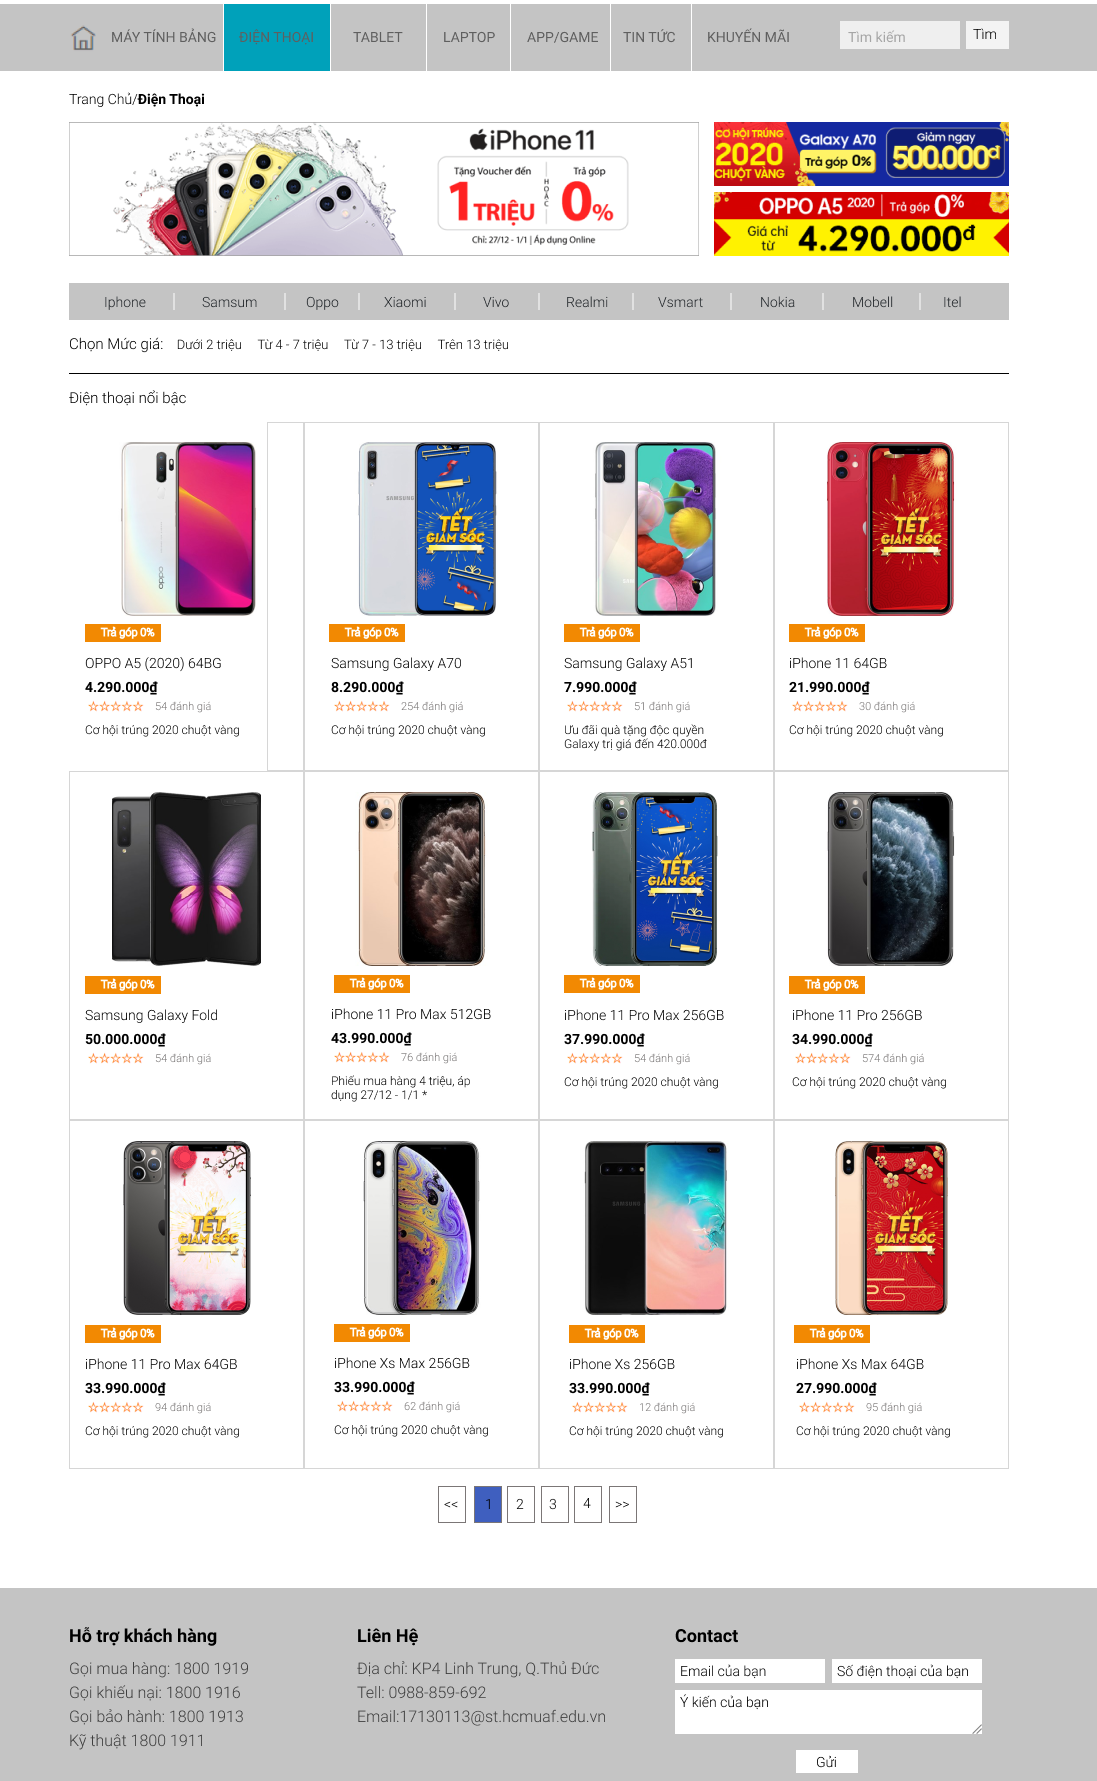 MÁY TÍNH BẢNG ĐIỆN THOẠI TABLET LAPTOP APP/GAME TIN TỨC KHUYẾN MÃI Tìm kiếm Tìm
Trang Chủ/Điện Thoại
iPhone 11
Tặng Voucher đến
1 TRIỆU
HOẶC
Trả góp
0%
Chỉ: 27/12 - 1/1 | Áp dụng Online
CƠ HỘI TRÚNG
2020
CHUỘT VÀNG
Galaxy A70
Trả góp 0%
Giảm ngay
500.000đ
OPPO A5 2020 Trả góp 0%
Giá chỉ từ 4.290.000đ
Iphone Samsum Oppo Xiaomi Vivo Realmi Vsmart Nokia Mobell Itel
Chọn Mức giá: Dưới 2 triệu Từ 4 - 7 triệu Từ 7 - 13 triệu Trên 13 triệu
Điện thoại nổi bậc
oppo
SAMSUNG
TẾT
GIẢM SỐC
TẾT
GIẢM SỐC
Trả góp 0% Trả góp 0% Trả góp 0% Trả góp 0%
OPPO A5 (2020) 64BG Samsung Galaxy A70 Samsung Galaxy A51 iPhone 11 64GB
4.290.000₫ 8.290.000₫ 7.990.000₫ 21.990.000₫
54 đánh giá 254 đánh giá 51 đánh giá 30 đánh giá
Cơ hội trúng 2020 chuột vàng Cơ hội trúng 2020 chuột vàng Ưu đãi quà tặng độc quyền Cơ hội trúng 2020 chuột vàng
Galaxy trị giá đến 420.000đ
TẾT
GIẢM SỐC
Trả góp 0% Trả góp 0% Trả góp 0% Trả góp 0%
Samsung Galaxy Fold iPhone 11 Pro Max 512GB iPhone 11 Pro Max 256GB iPhone 11 Pro 256GB
50.000.000₫ 43.990.000₫ 37.990.000₫ 34.990.000₫
54 đánh giá 76 đánh giá 54 đánh giá 574 đánh giá
Phiếu mua hàng 4 triệu, áp Cơ hội trúng 2020 chuột vàng Cơ hội trúng 2020 chuột vàng
dụng 27/12 - 1/1 *
TẾT
GIẢM SỐC
SAMSUNG
TẾT
GIẢM SỐC
Trả góp 0% Trả góp 0% Trả góp 0% Trả góp 0%
iPhone 11 Pro Max 64GB iPhone Xs Max 256GB iPhone Xs 256GB iPhone Xs Max 64GB
33.990.000₫ 33.990.000₫ 33.990.000₫ 27.990.000₫
94 đánh giá 62 đánh giá 12 đánh giá 95 đánh giá
Cơ hội trúng 2020 chuột vàng Cơ hội trúng 2020 chuột vàng Cơ hội trúng 2020 chuột vàng Cơ hội trúng 2020 chuột vàng
<< 1 2 3 4 >>
Hỗ trợ khách hàng
Gọi mua hàng: 1800 1919
Gọi khiếu nại: 1800 1916
Gọi bảo hành: 1800 1913
Kỹ thuật 1800 1911
Liên Hệ
Địa chỉ: KP4 Linh Trung, Q.Thủ Đức
Tell: 0988-859-692
Email:17130113@st.hcmuaf.edu.vn
Contact
Email của bạn Số điện thoại của bạn
Ý kiến của bạn
Gửi